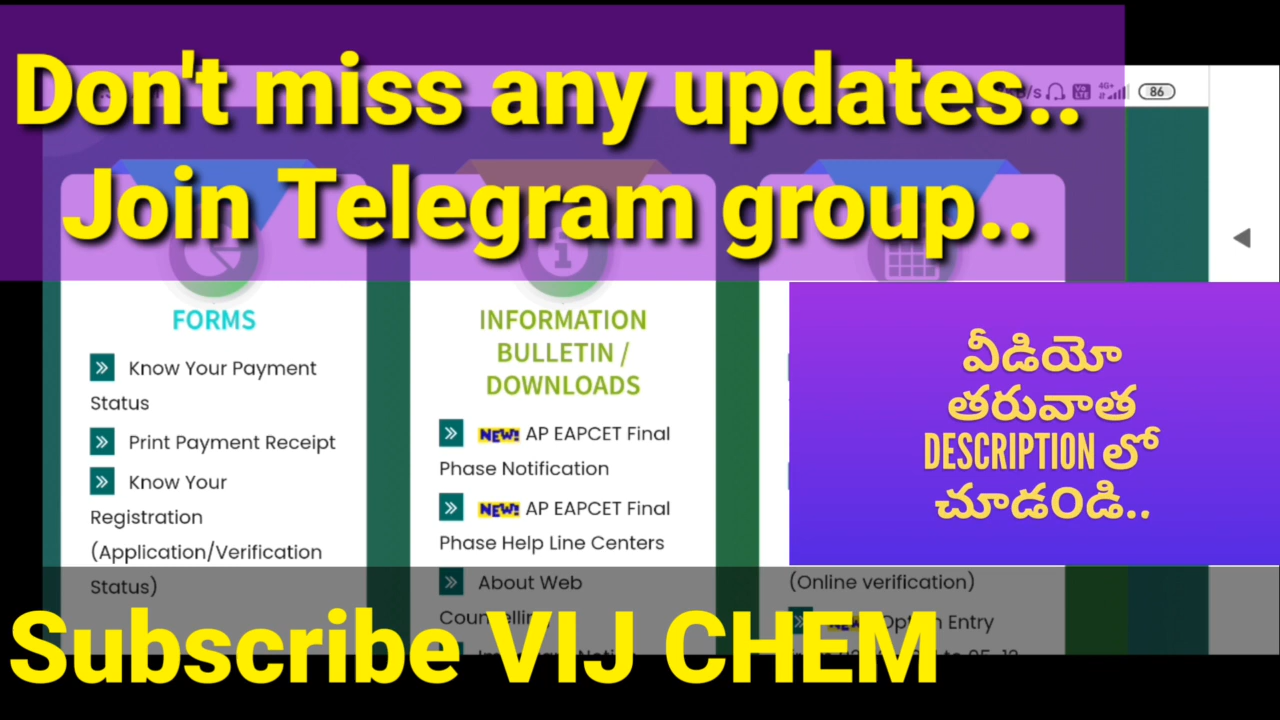 Don't miss any updates..
Join Telegram group..
86
FORMS
Know Your Payment
Status
Print Payment Receipt
Know Your
Registration
(Application/Verification
Status)
INFORMATION
BULLETIN /
DOWNLOADS
NEW! AP EAPCET Final
Phase Notification
NEW! AP EAPCET Final
Phase Help Line Centers
About Web
Counselling
వీడియో
తరువాత
DESCRIPTION లో
చూడండి..
(Online verification)
Option Entry
Subscribe VIJ CHEM